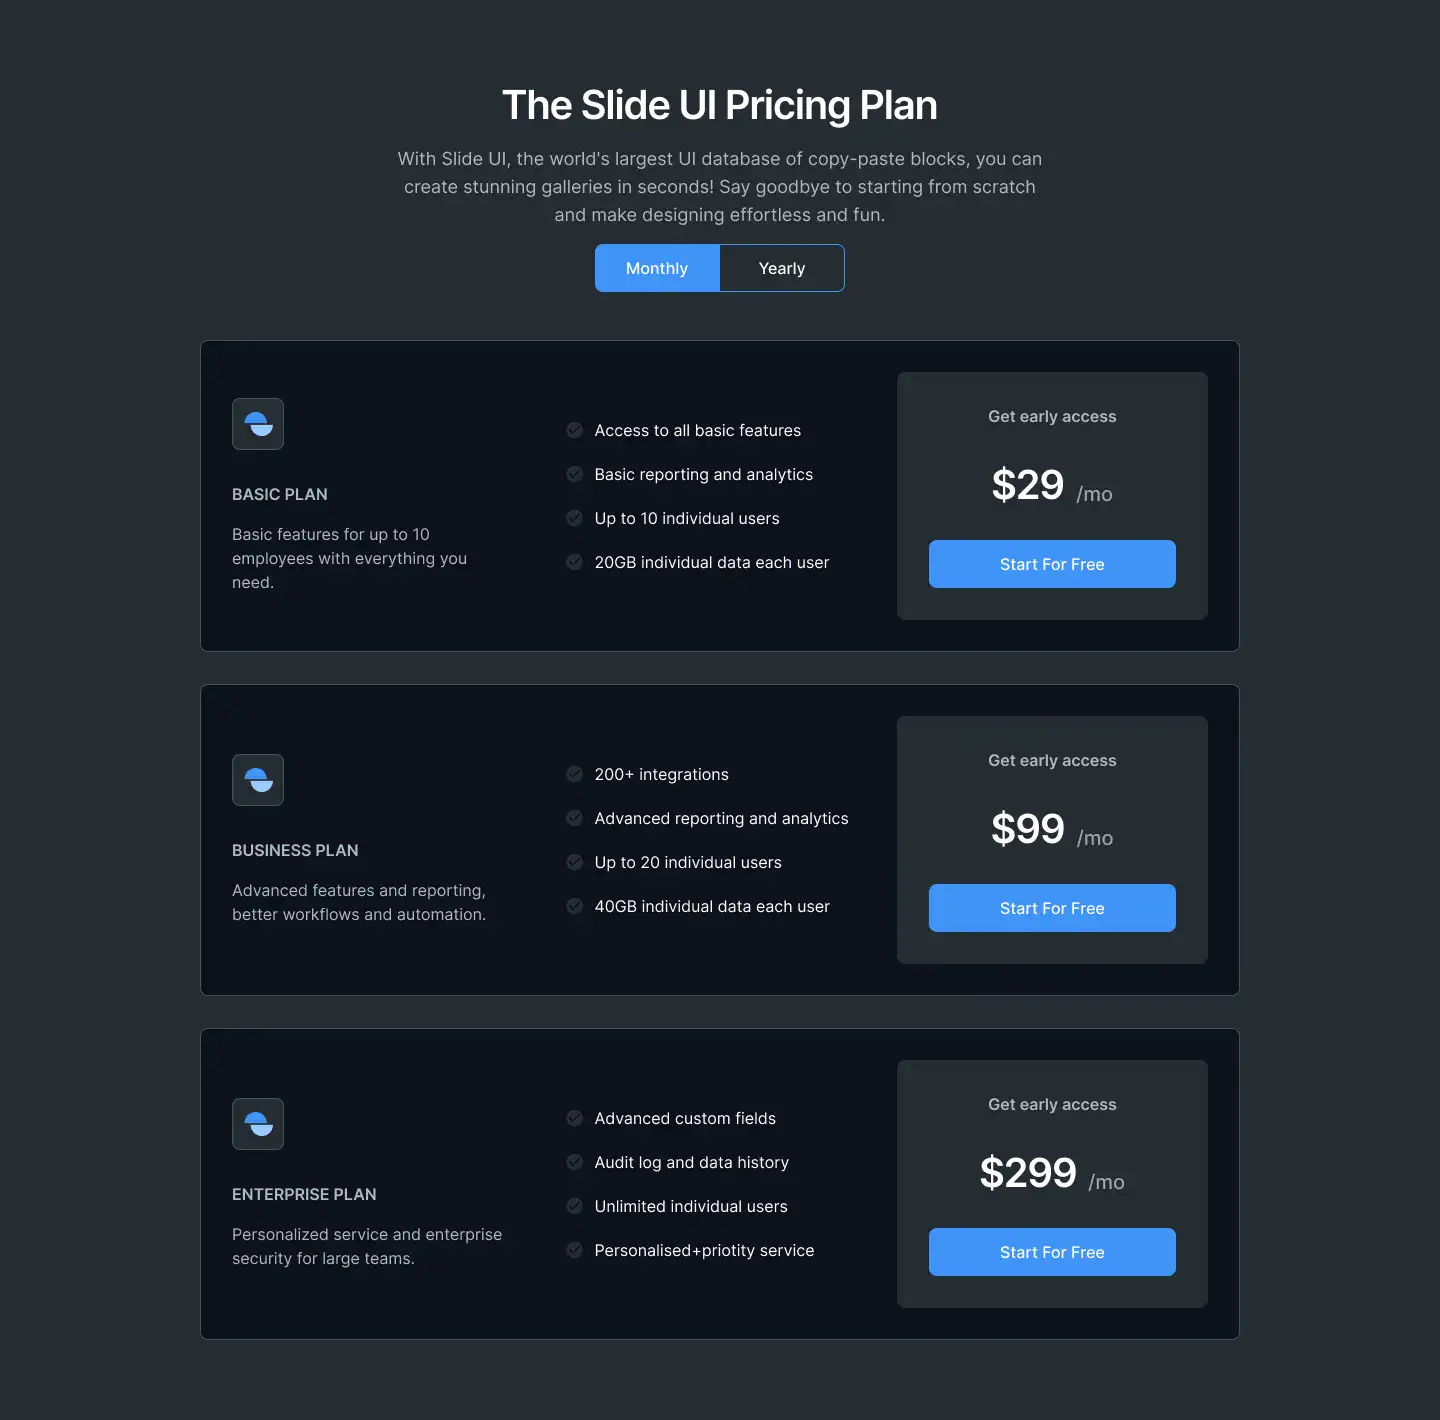 The Slide UI Pricing Plan
With Slide UI, the world's largest UI database of copy-paste blocks, you can
create stunning galleries in seconds! Say goodbye to starting from scratch
and make designing effortless and fun.
Monthly
Yearly
BASIC PLAN
Basic features for up to 10
employees with everything you
need.
Access to all basic features
Basic reporting and analytics
Up to 10 individual users
20GB individual data each user
Get early access
$29 /mo
Start For Free
BUSINESS PLAN
Advanced features and reporting,
better workflows and automation.
200+ integrations
Advanced reporting and analytics
Up to 20 individual users
40GB individual data each user
Get early access
$99 /mo
Start For Free
ENTERPRISE PLAN
Personalized service and enterprise
security for large teams.
Advanced custom fields
Audit log and data history
Unlimited individual users
Personalised+priotity service
Get early access
$299 /mo
Start For Free